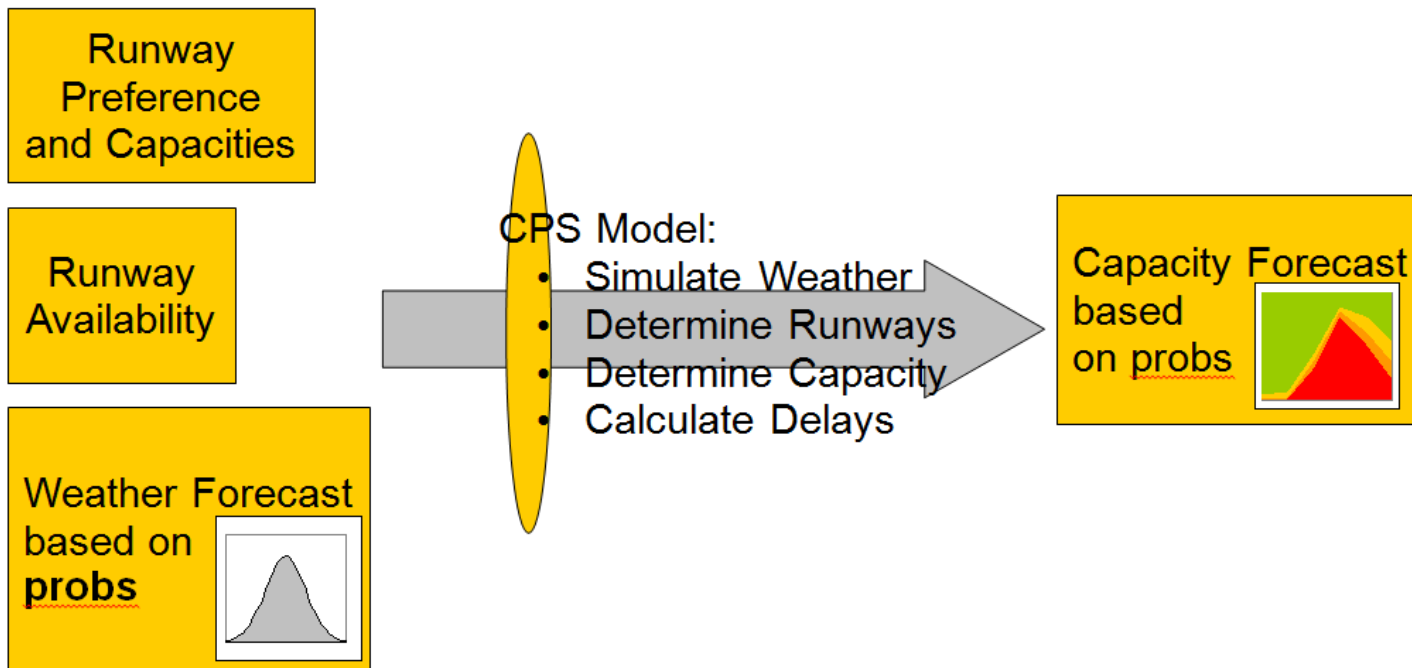 Runway
Preference
and Capacities
Runway
Availability
Weather Forecast
based on
probs
CPS Model:
• Simulate Weather
• Determine Runways
• Determine Capacity
• Calculate Delays
Capacity Forecast
based
on probs